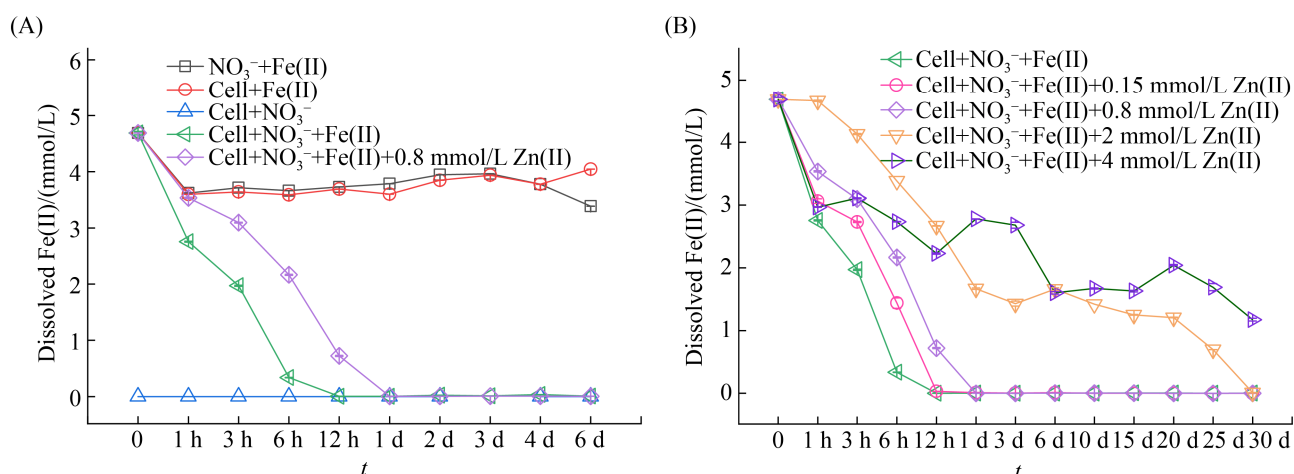 (A)
Dissolved Fe(II)/(mmol/L)
6
5
4
3
2
1
0
NO₃⁻+Fe(II)
Cell+Fe(II)
Cell+NO₃⁻
Cell+NO₃⁻+Fe(II)
Cell+NO₃⁻+Fe(II)+0.8 mmol/L Zn(II)
0 1 h 3 h 6 h 12 h 1 d 2 d 3 d 4 d 6 d
t
(B)
Dissolved Fe(II)/(mmol/L)
5
4
3
2
1
0
Cell+NO₃⁻+Fe(II)
Cell+NO₃⁻+Fe(II)+0.15 mmol/L Zn(II)
Cell+NO₃⁻+Fe(II)+0.8 mmol/L Zn(II)
Cell+NO₃⁻+Fe(II)+2 mmol/L Zn(II)
Cell+NO₃⁻+Fe(II)+4 mmol/L Zn(II)
0 1 h 3 h 6 h 12 h 1 d 3 d 6 d 10 d 15 d 20 d 25 d 30 d
t